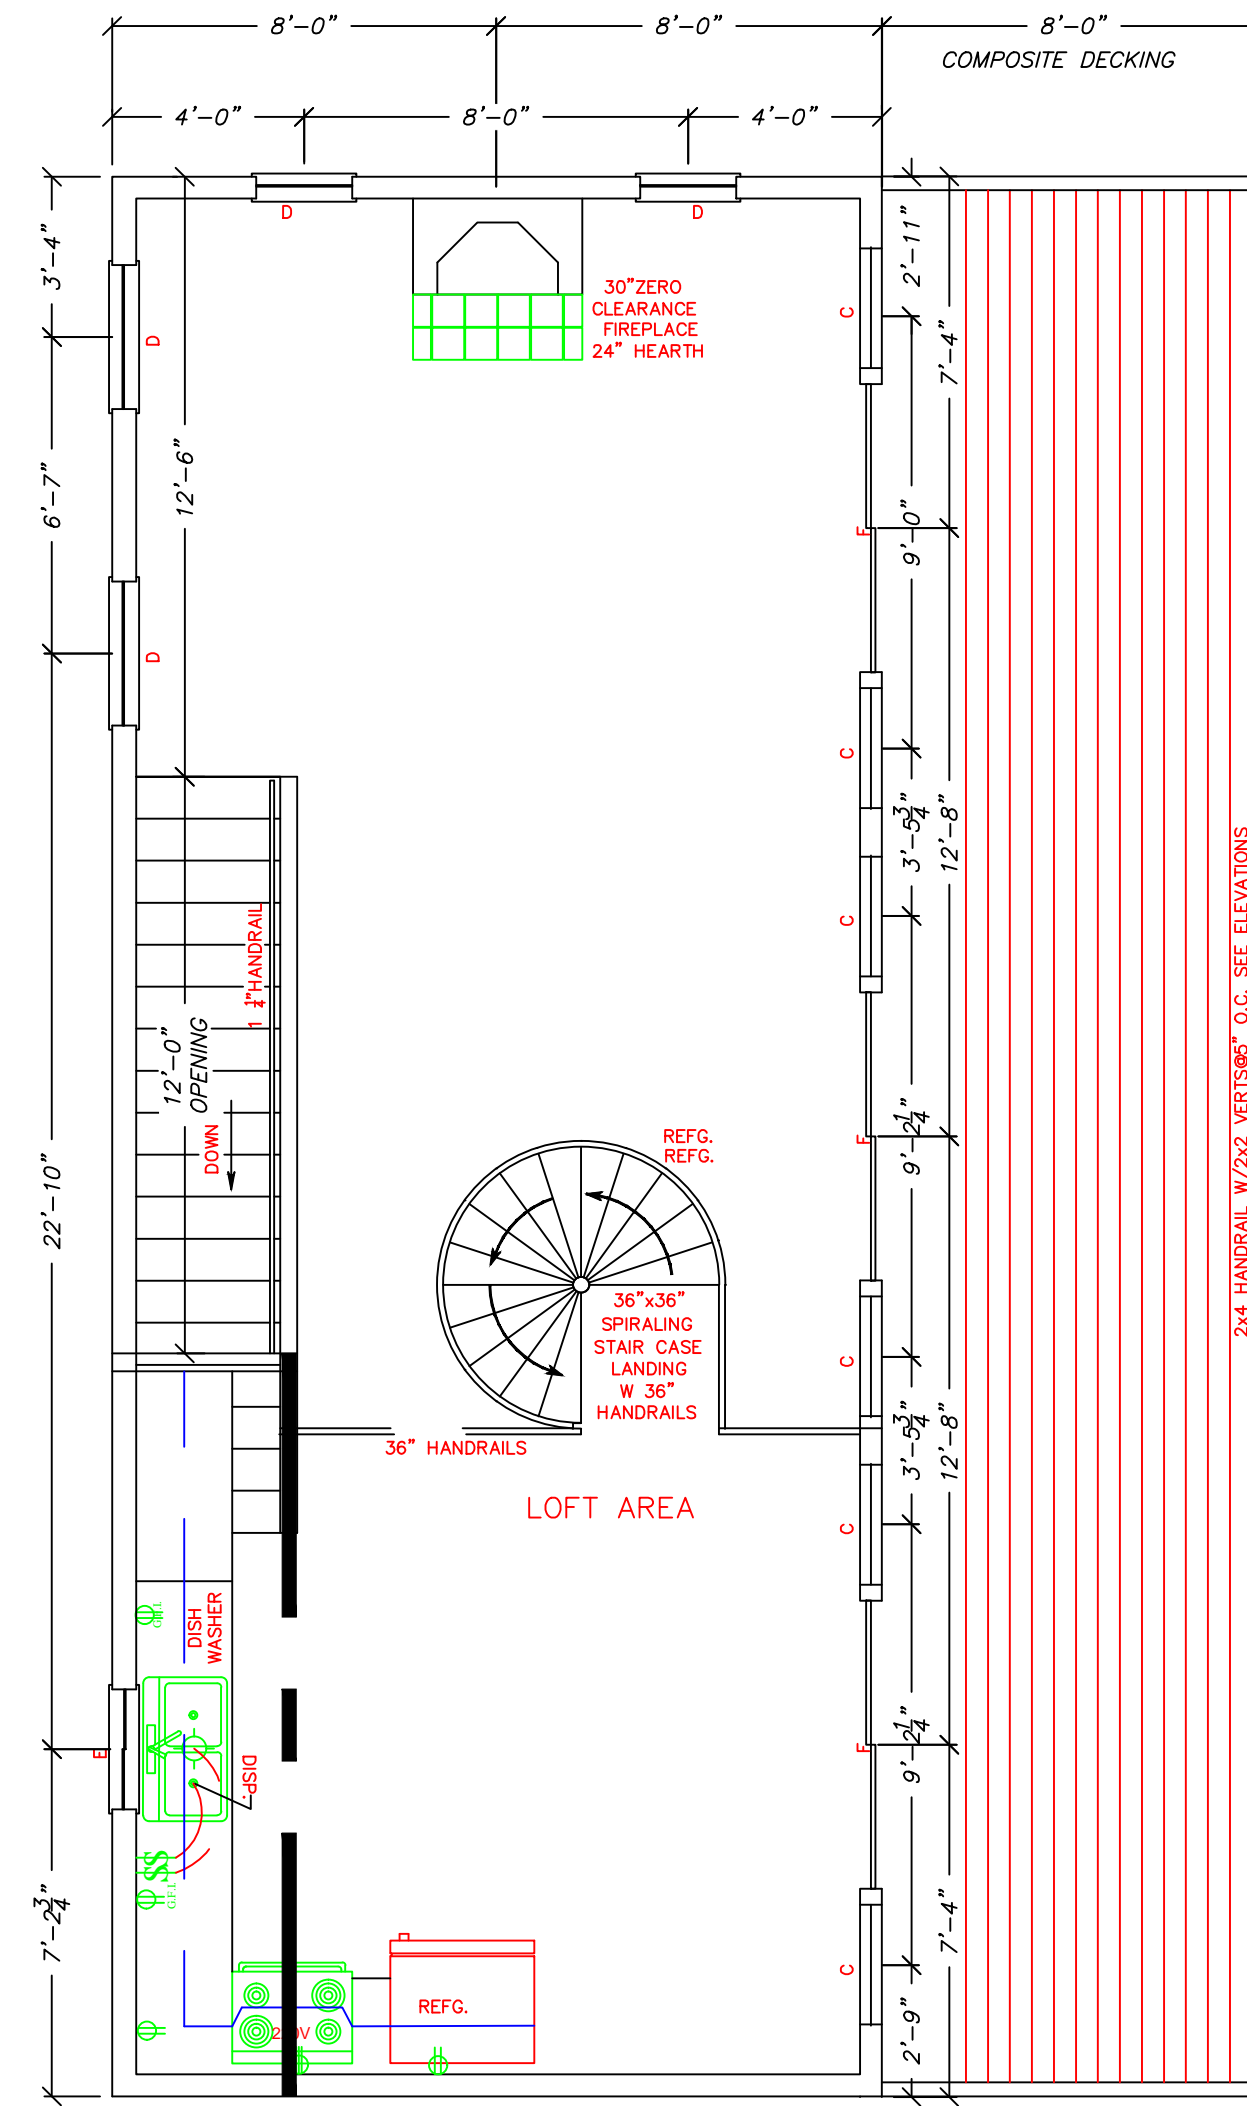 8'-0" 8'-0" 8'-0"
COMPOSITE DECKING
4'-0" 8'-0" 4'-0"
D D
3'-4"
2'-11"
30"ZERO
CLEARANCE
FIREPLACE
24" HEARTH
D
C
7'-4"
6'-7"
12'-6"
9'-0"
F
D
C
3'-5 3/4"
12'-8"
C
2x4 HANDRAIL W/2x2 VERTS@5" O.C. SEE ELEVATIONS
1 1/4"HANDRAIL
12'-0"
OPENING
DOWN
22'-10"
REFG.
REFG.
F
9'-2 1/4"
36"x36"
SPIRALING
STAIR CASE
LANDING
W 36"
HANDRAILS
C
36" HANDRAILS
3'-5 3/4"
12'-8"
LOFT AREA
C
DISH
WASHER
G.F.I.
E
DISP.
F
9'-2 1/4"
SS
G.F.I.
7'-2 3/4"
7'-4"
C
REFG.
2'-9"